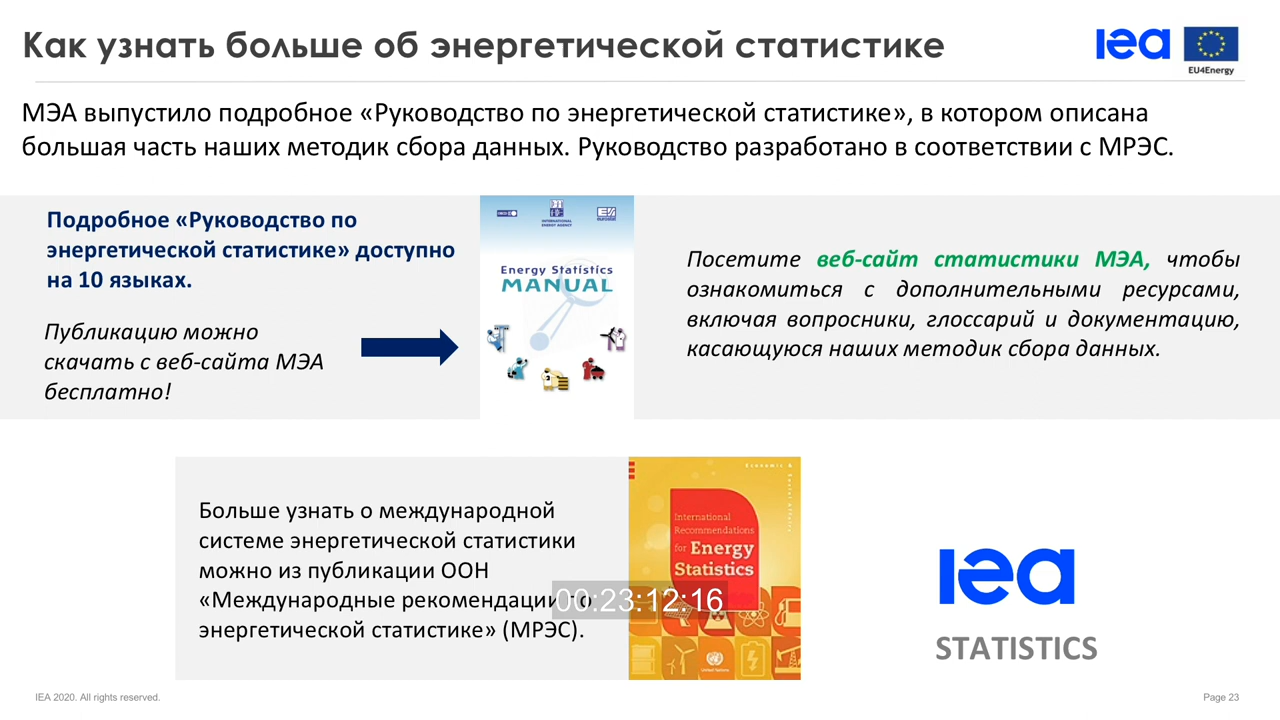 Как узнать больше об энергетической статистике
iea
EU4Energy
МЭА выпустило подробное «Руководство по энергетической статистике», в котором описана
большая часть наших методик сбора данных. Руководство разработано в соответствии с МРЭС.
Подробное «Руководство по
энергетической статистике» доступно
на 10 языках.
Публикацию можно
скачать с веб-сайта МЭА
бесплатно!
INTERNATIONAL
ENERGY AGENCY
Energy Statistics
MANUAL
Посетите веб-сайт статистики МЭА, чтобы
ознакомиться с дополнительными ресурсами,
включая вопросники, глоссарий и документацию,
касающуюся наших методик сбора данных.
Больше узнать о международной
системе энергетической статистики
можно из публикации ООН
«Международные рекомендации по
энергетической статистике» (МРЭС).
00:23:12:16
Economic &
Social Affairs
International
Recommendations
for Energy
Statistics
United Nations
iea
STATISTICS
IEA 2020. All rights reserved.
Page 23